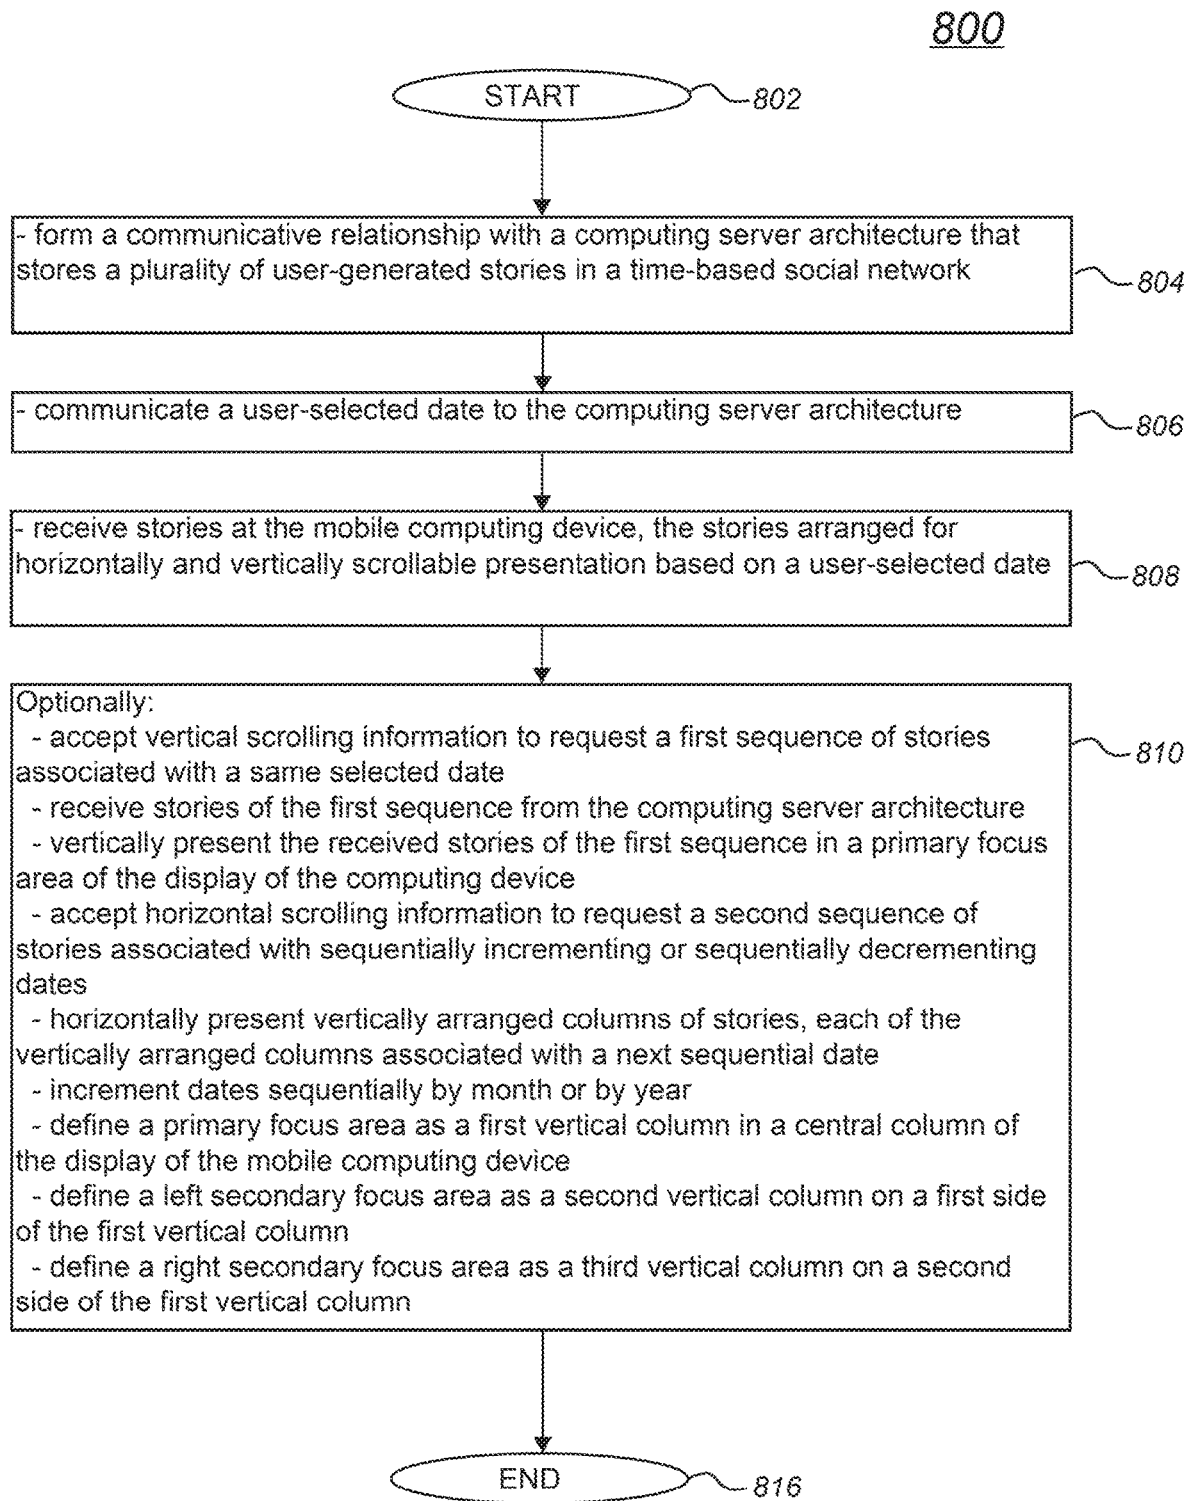 800
START
802
- form a communicative relationship with a computing server architecture that
stores a plurality of user-generated stories in a time-based social network
804
- communicate a user-selected date to the computing server architecture
806
- receive stories at the mobile computing device, the stories arranged for
horizontally and vertically scrollable presentation based on a user-selected date
808
Optionally:
- accept vertical scrolling information to request a first sequence of stories
associated with a same selected date
- receive stories of the first sequence from the computing server architecture
- vertically present the received stories of the first sequence in a primary focus
area of the display of the computing device
- accept horizontal scrolling information to request a second sequence of
stories associated with sequentially incrementing or sequentially decrementing
dates
- horizontally present vertically arranged columns of stories, each of the
vertically arranged columns associated with a next sequential date
- increment dates sequentially by month or by year
- define a primary focus area as a first vertical column in a central column of
the display of the mobile computing device
- define a left secondary focus area as a second vertical column on a first side
of the first vertical column
- define a right secondary focus area as a third vertical column on a second
side of the first vertical column
810
END
816